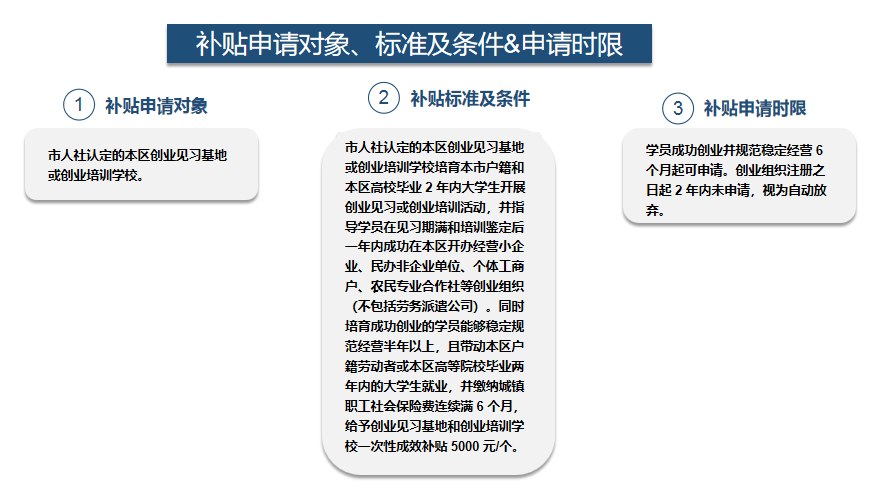 补贴申请对象、标准及条件&申请时限
1 补贴申请对象
市人社认定的本区创业见习基地
或创业培训学校。
2 补贴标准及条件
市人社认定的本区创业见习基地
或创业培训学校培育本市户籍和
本区高校毕业 2 年内大学生开展
创业见习或创业培训活动，并指
导学员在见习期满和培训鉴定后
一年内成功在本区开办经营小企
业、民办非企业单位、个体工商
户、农民专业合作社等创业组织
（不包括劳务派遣公司）。同时
培育成功创业的学员能够稳定规
范经营半年以上，且带动本区户
籍劳动者或本区高等院校毕业两
年内的大学生就业，并缴纳城镇
职工社会保险费连续满 6 个月，
给予创业见习基地和创业培训学
校一次性成效补贴 5000 元/个。
3 补贴申请时限
学员成功创业并规范稳定经营 6
个月起可申请。创业组织注册之
日起 2 年内未申请，视为自动放
弃。